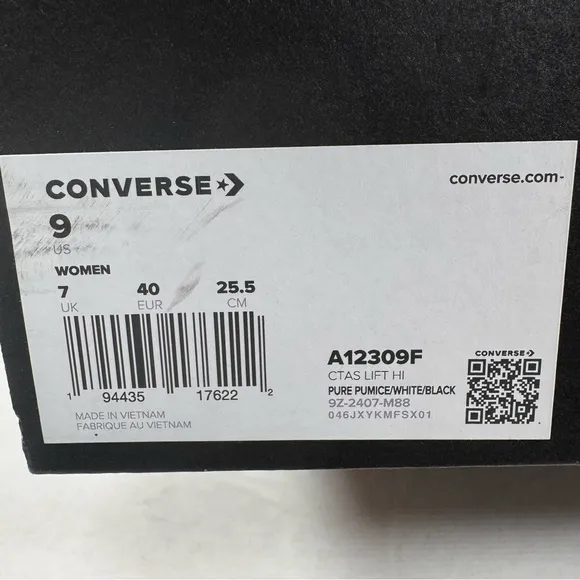 CONVERSE
converse.com-
9
US
WOMEN
7 40 25.5
UK EUR CM
1 94435 17622 2
MADE IN VIETNAM
FABRIQUE AU VIETNAM
A12309F
CTAS LIFT HI
PURE PUMICE/WHITE/BLACK
9Z-2407-M88
046JXYKMFSX01
CONVERSE